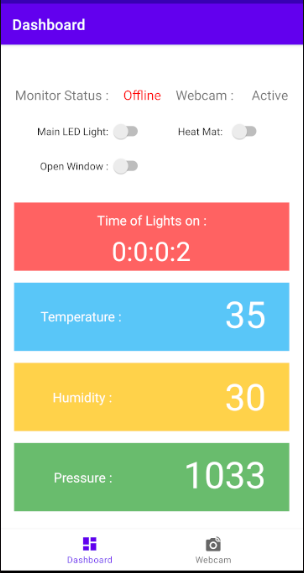 Dashboard
Monitor Status : Offline Webcam : Active
Main LED Light: Heat Mat:
Open Window :
Time of Lights on :
0:0:0:2
Temperature : 35
Humidity : 30
Pressure : 1033
Dashboard Webcam